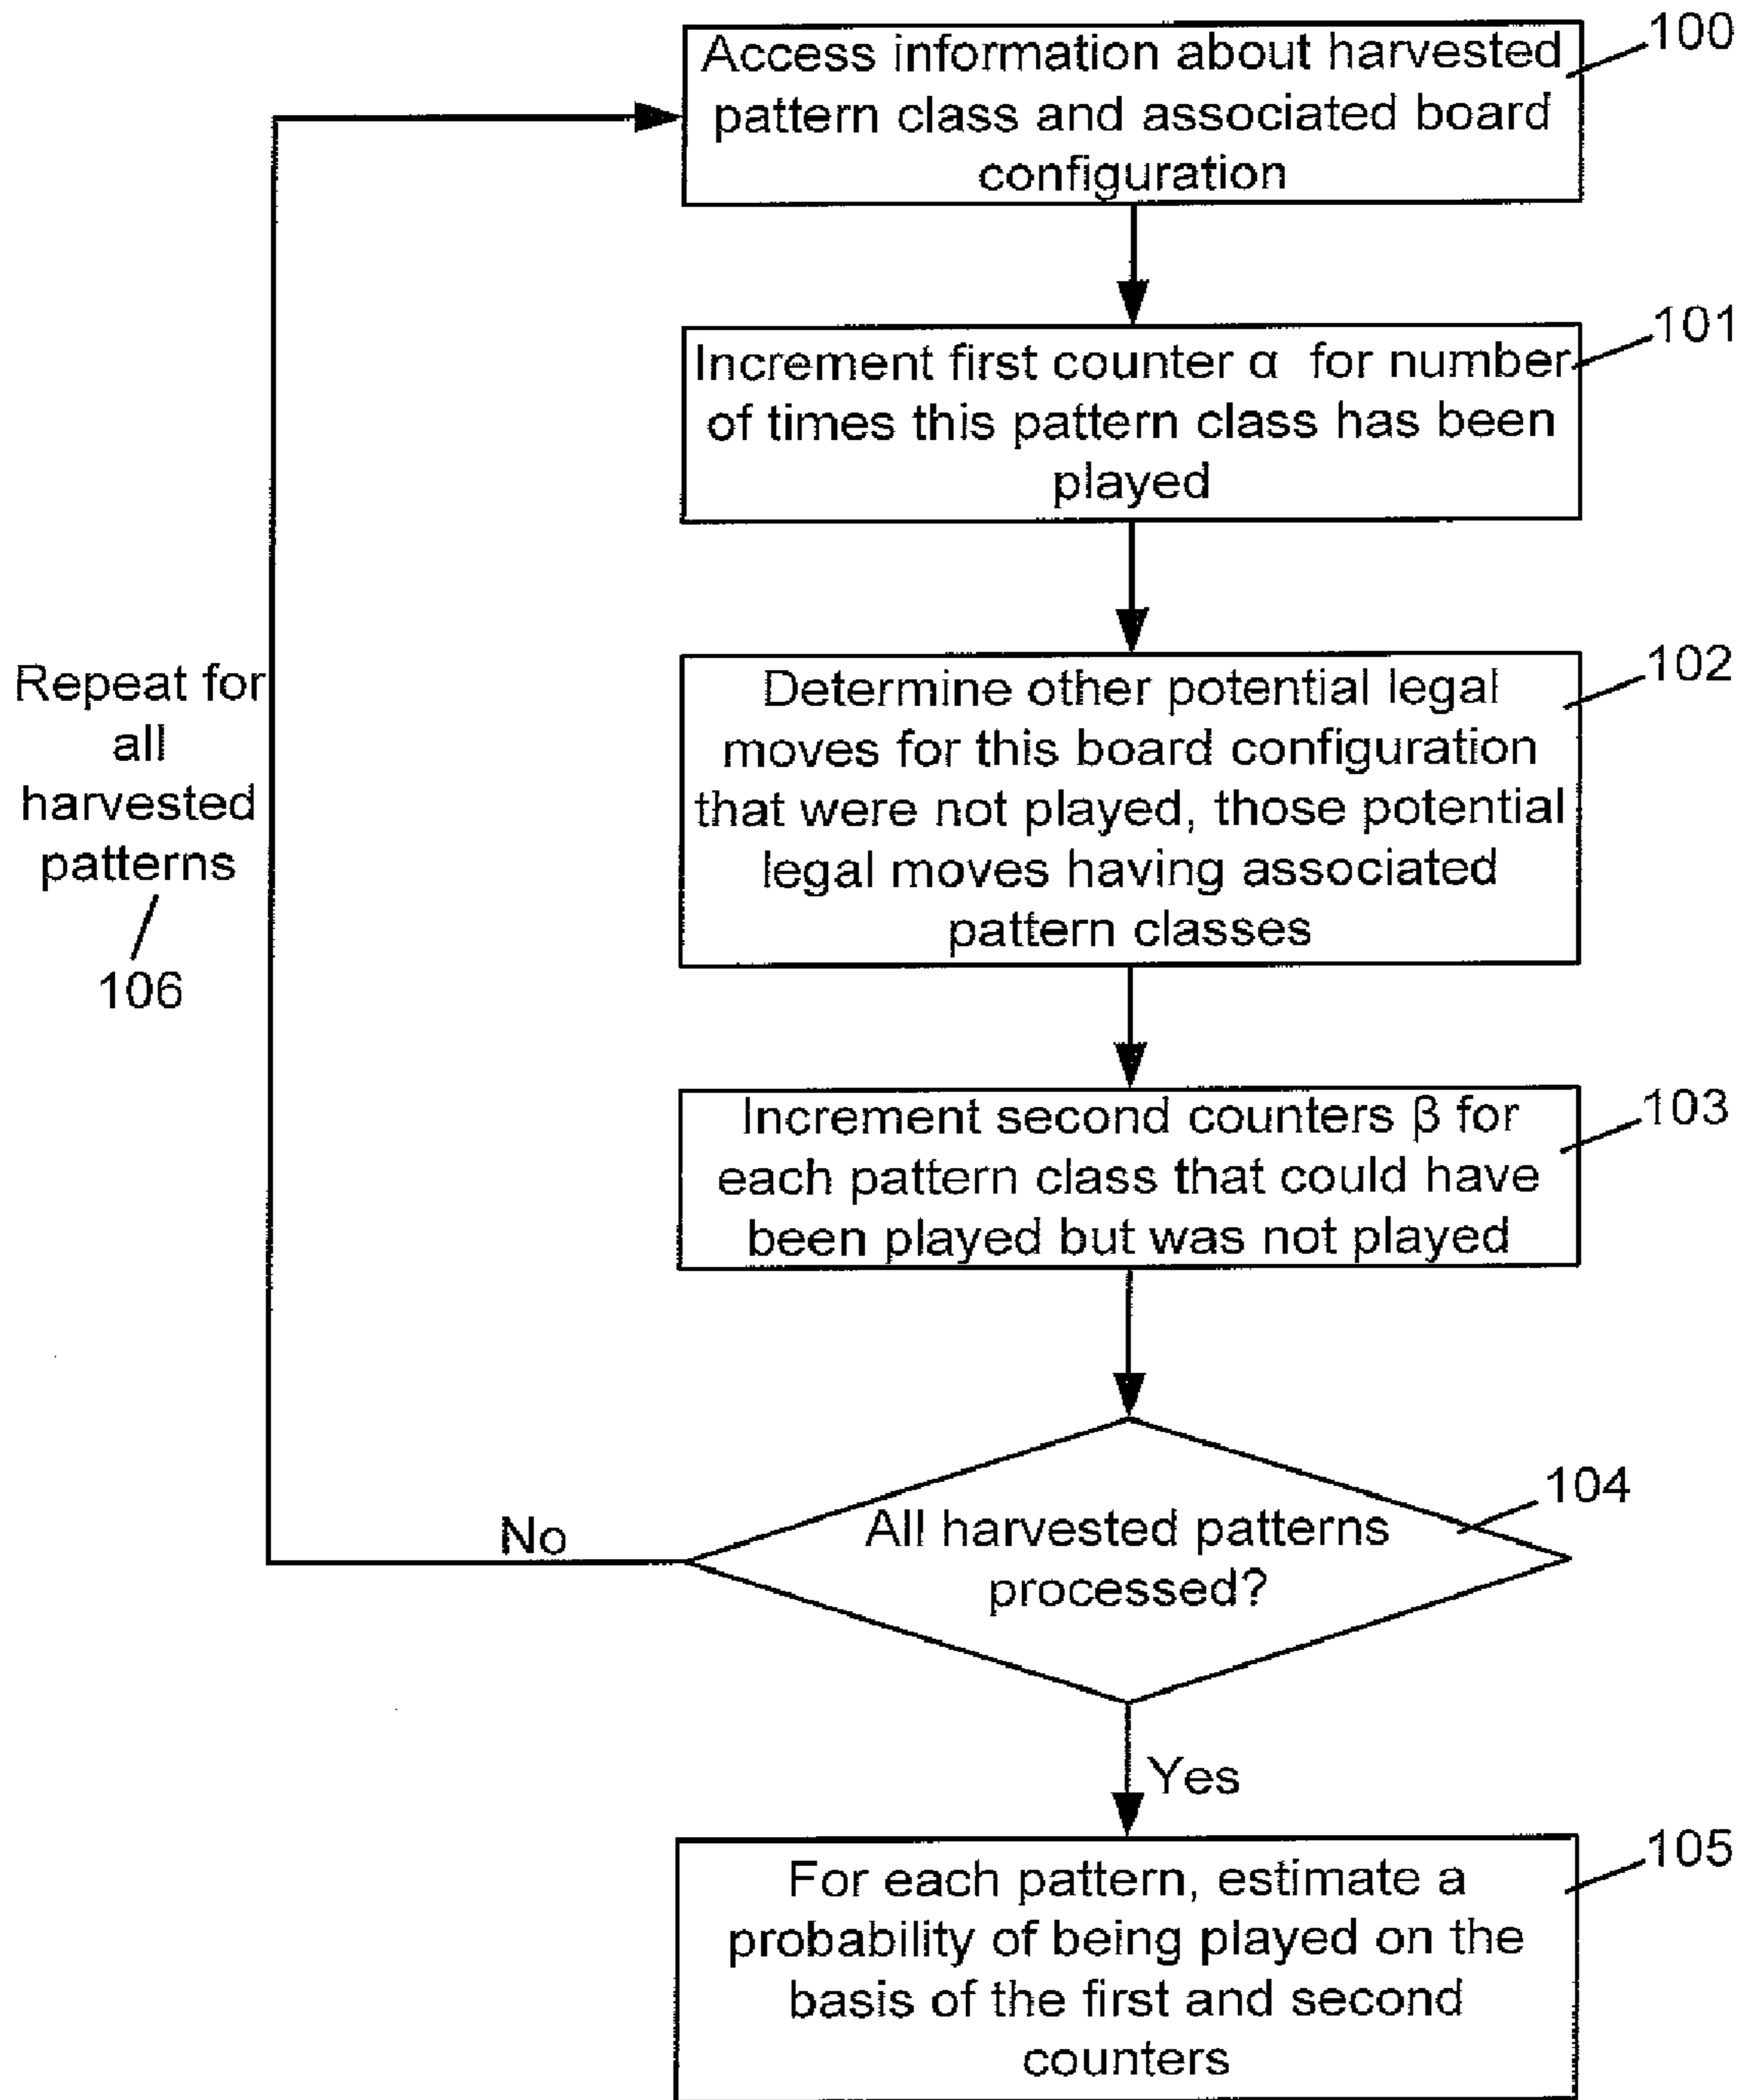 Access information about harvested
pattern class and associated board
configuration
100
Increment first counter α for number
of times this pattern class has been
played
101
Determine other potential legal
moves for this board configuration
that were not played, those potential
legal moves having associated
pattern classes
102
Repeat for
all
harvested
patterns
106
Increment second counters β for
each pattern class that could have
been played but was not played
103
All harvested patterns
processed?
104
No
Yes
For each pattern, estimate a
probability of being played on the
basis of the first and second
counters
105